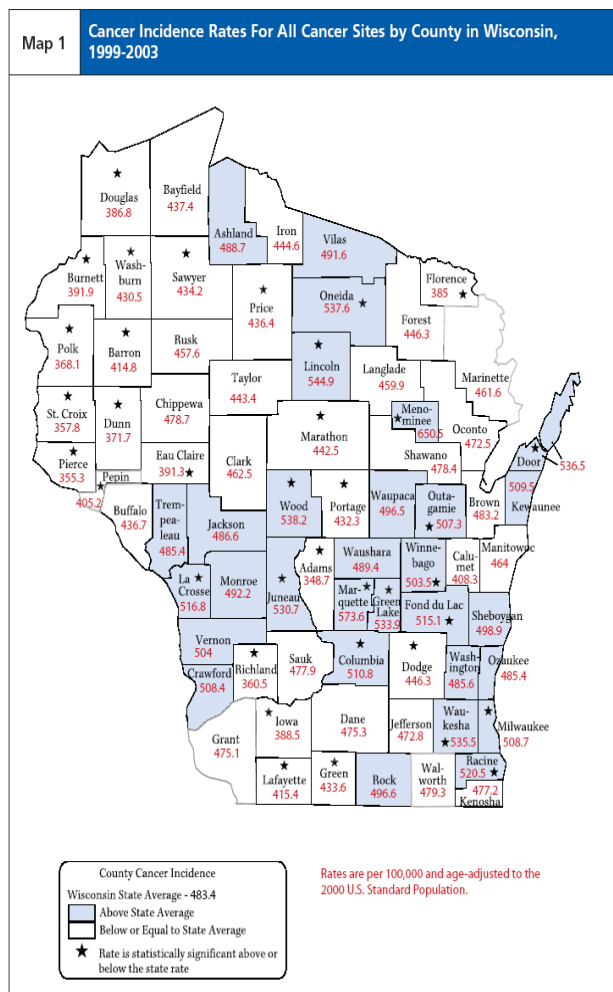 Map 1
Cancer Incidence Rates For All Cancer Sites by County in Wisconsin,
1999-2003
Douglas
386.8
Bayfield
437.4
Ashland
488.7
Iron
444.6
Vilas
491.6
Burnett
391.9
Wash-
burn
430.5
Sawyer
434.2
Price
436.4
Oneida
537.6
Florence
385
Forest
446.3
Polk
368.1
Barron
414.8
Rusk
457.6
Lincoln
544.9
Langlade
459.9
Marinette
461.6
Taylor
443.4
St. Croix
357.8
Dunn
371.7
Chippewa
478.7
Marathon
442.5
Meno-
minee
650.5
Oconto
472.5
Pierce
355.3
Pepin
405.2
Eau Claire
391.3
Clark
462.5
Shawano
478.4
Door
536.5
Buffalo
436.7
Trem-
pea-
leau
485.4
Jackson
486.6
Wood
538.2
Portage
432.3
Waupaca
496.5
Outa-
gamie
507.3
Brown
483.2
509.5
Kewaunee
La
Crosse
516.8
Monroe
492.2
Juneau
530.7
Adams
348.7
Waushara
489.4
Winne-
bago
503.5
Calu-
met
408.3
Manitowoc
464
Mar-
quette
573.6
Green
Lake
533.9
Fond du Lac
515.1
Sheboygan
498.9
Vernon
504
Crawford
508.4
Richland
360.5
Sauk
477.9
Columbia
510.8
Dodge
446.3
Wash-
ington
485.6
Ozaukee
485.4
Grant
475.1
Iowa
388.5
Dane
475.3
Jefferson
472.8
Wau-
kesha
535.5
Milwaukee
508.7
Lafayette
415.4
Green
433.6
Rock
496.6
Wal-
worth
479.3
Racine
520.5
477.2
Kenosha
County Cancer Incidence
Wisconsin State Average - 483.4
Above State Average
Below or Equal to State Average
Rate is statistically significant above or
below the state rate
Rates are per 100,000 and age-adjusted to the
2000 U.S. Standard Population.